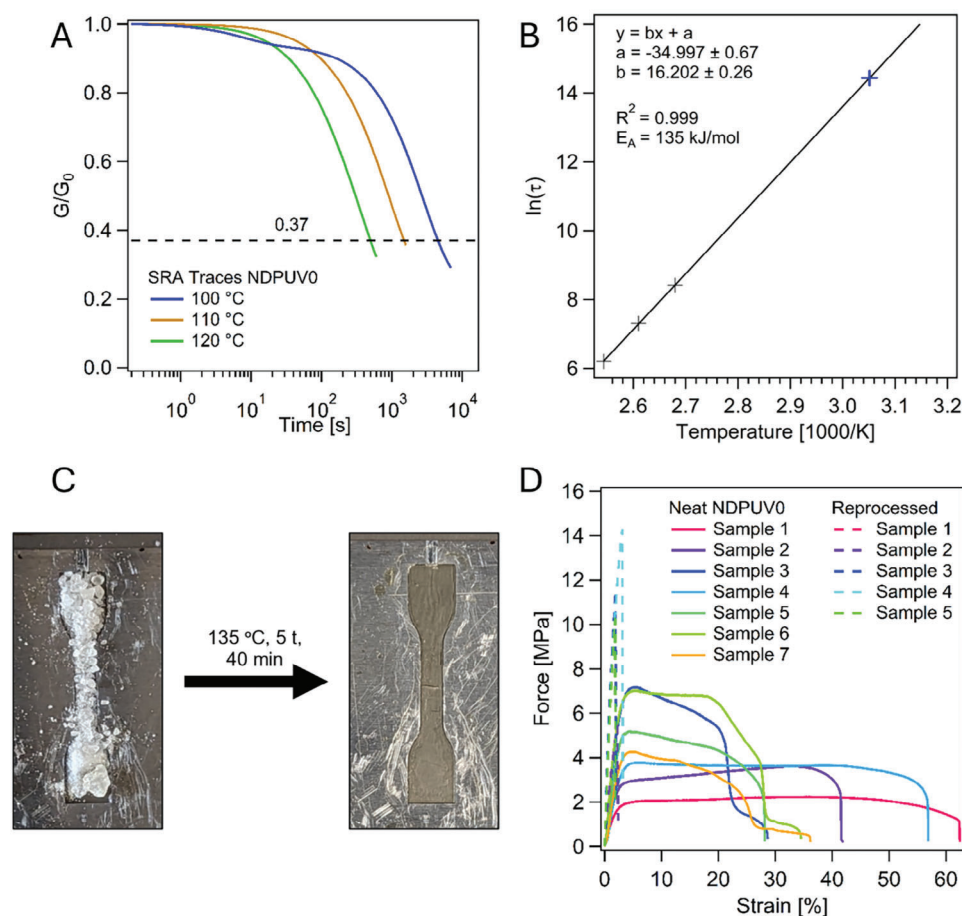 A
G/G0
1.0
0.8
0.6
0.4
0.2
0.0
0.37
SRA Traces NDPUV0
100 °C
110 °C
120 °C
10^0
10^1
10^2
10^3
10^4
Time [s]
B
ln(τ)
16
14
12
10
8
6
y = bx + a
a = -34.997 ± 0.67
b = 16.202 ± 0.26
R^2 = 0.999
E_A = 135 kJ/mol
2.6
2.7
2.8
2.9
3.0
3.1
3.2
Temperature [1000/K]
C
135 °C, 5 t,
40 min
D
Force [MPa]
16
14
12
10
8
6
4
2
0
Neat NDPUV0
Sample 1
Sample 2
Sample 3
Sample 4
Sample 5
Sample 6
Sample 7
Reprocessed
Sample 1
Sample 2
Sample 3
Sample 4
Sample 5
0
10
20
30
40
50
60
Strain [%]